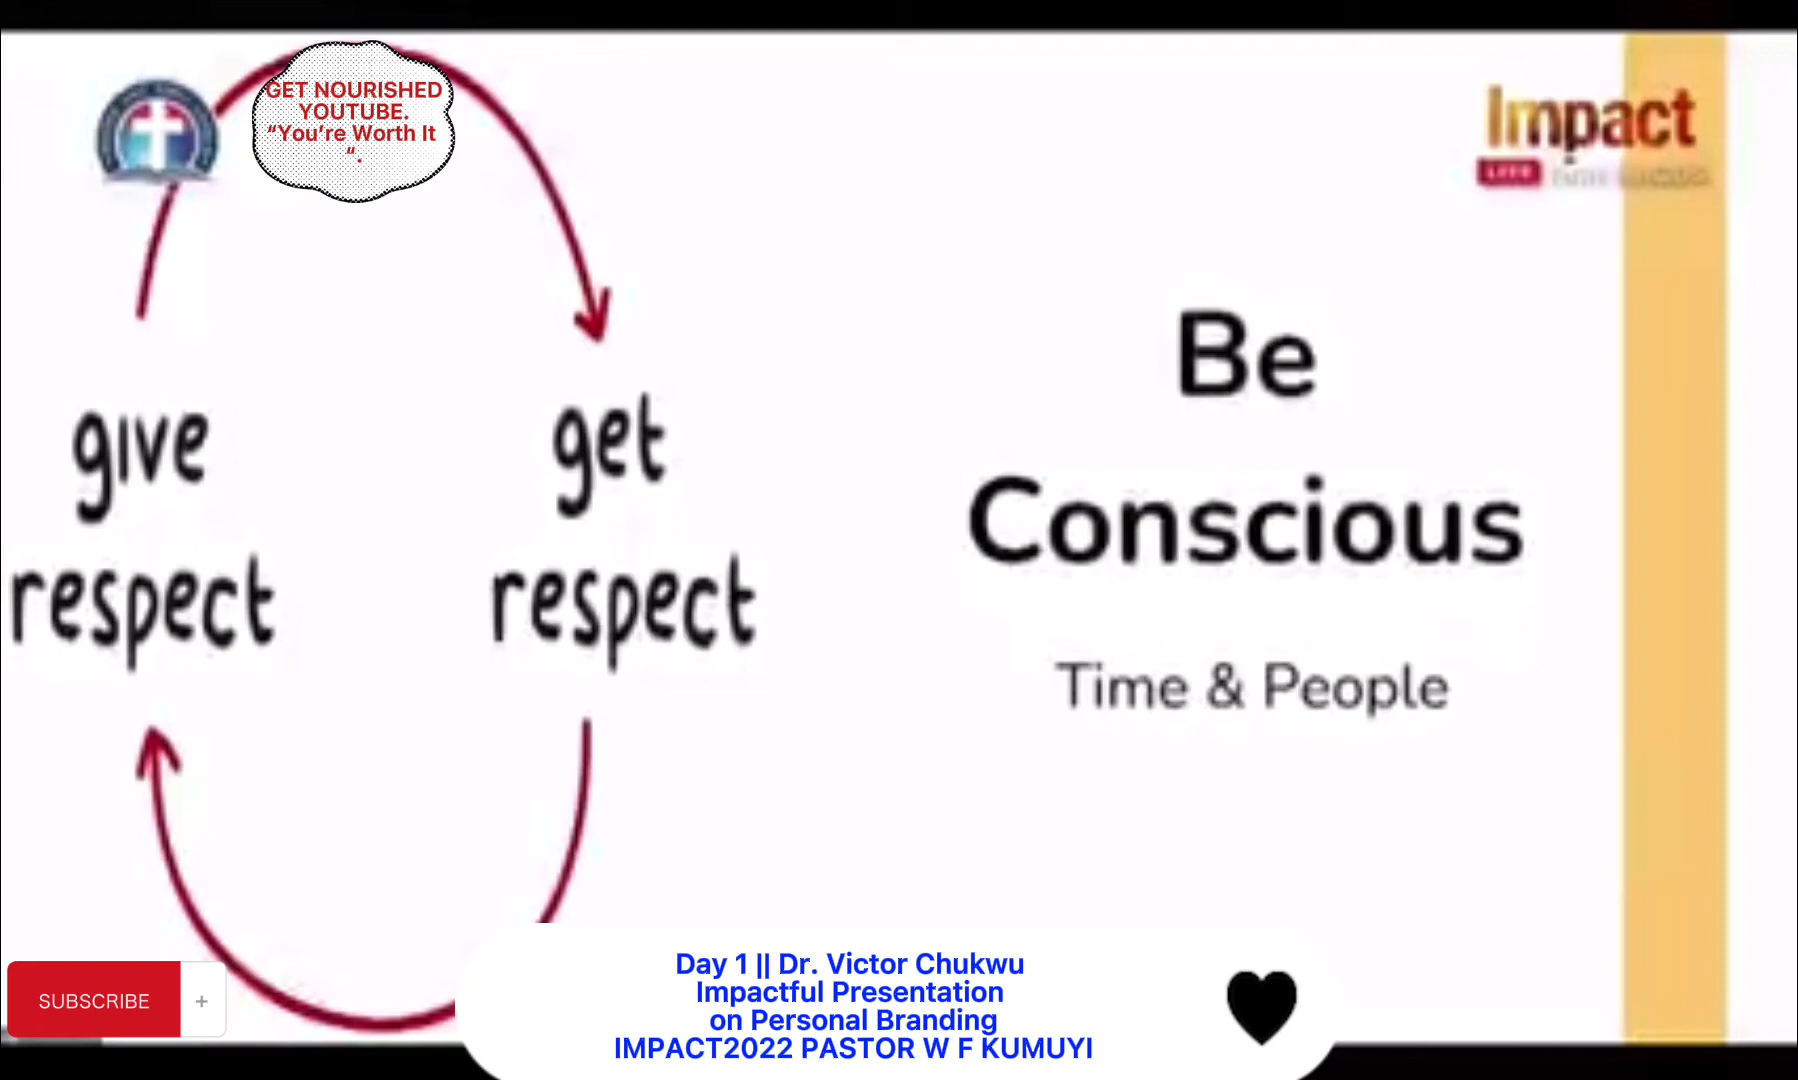 GET NOURISHED
YOUTUBE.
“You’re Worth It
“.
Impact
LIVE
give
respect
get
respect
Be
Conscious
Time & People
SUBSCRIBE +
Day 1 || Dr. Victor Chukwu
Impactful Presentation
on Personal Branding
IMPACT2022 PASTOR W F KUMUYI